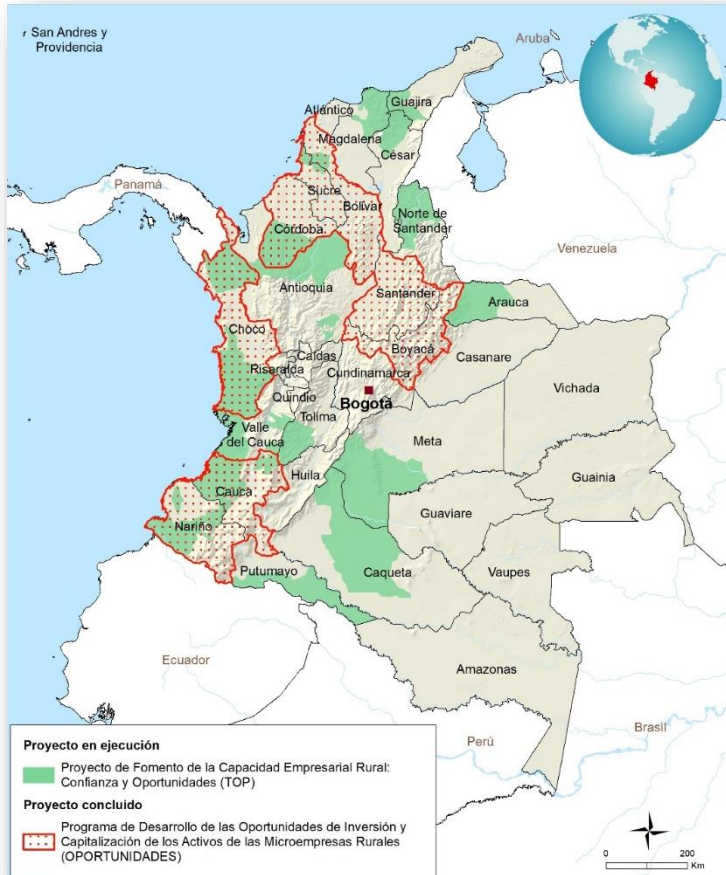 San Andres y
Providencia
Aruba
Atlántico
Guajira
Magdalena
César
Panamá
Sucre
Bolívar
Norte de
Santander
Córdoba
Venezuela
Antioquia
Santander
Arauca
Chocó
Boyacá
Caldas
Casanare
Risaralda
Cundinamarca
Vichada
Quindio
Bogotá
Tolima
Valle
del Cauca
Meta
Guainia
Huila
Cauca
Guaviare
Nariño
Putumayo
Caqueta
Vaupes
Ecuador
Amazonas
Perú
Brasil
Proyecto en ejecución
Proyecto de Fomento de la Capacidad Empresarial Rural:
Confianza y Oportunidades (TOP)
Proyecto concluido
Programa de Desarrollo de las Oportunidades de Inversión y
Capitalización de los Activos de las Microempresas Rurales
(OPORTUNIDADES)
0 200
Km